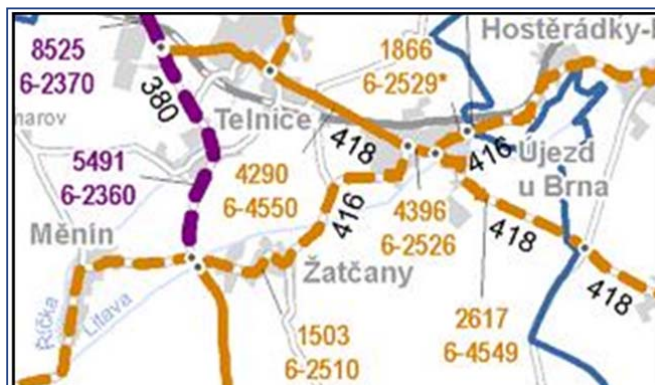 Hostěrádky-
8525
6-2370
1866
6-2529*
380
Telnice
418
416
Újezd
u Brna
5491
6-2360
4290
6-4550
416
4396
6-2526
418
Měnín
Žatčany
418
Říčka
Litava
1503
6-2510
2617
6-4549